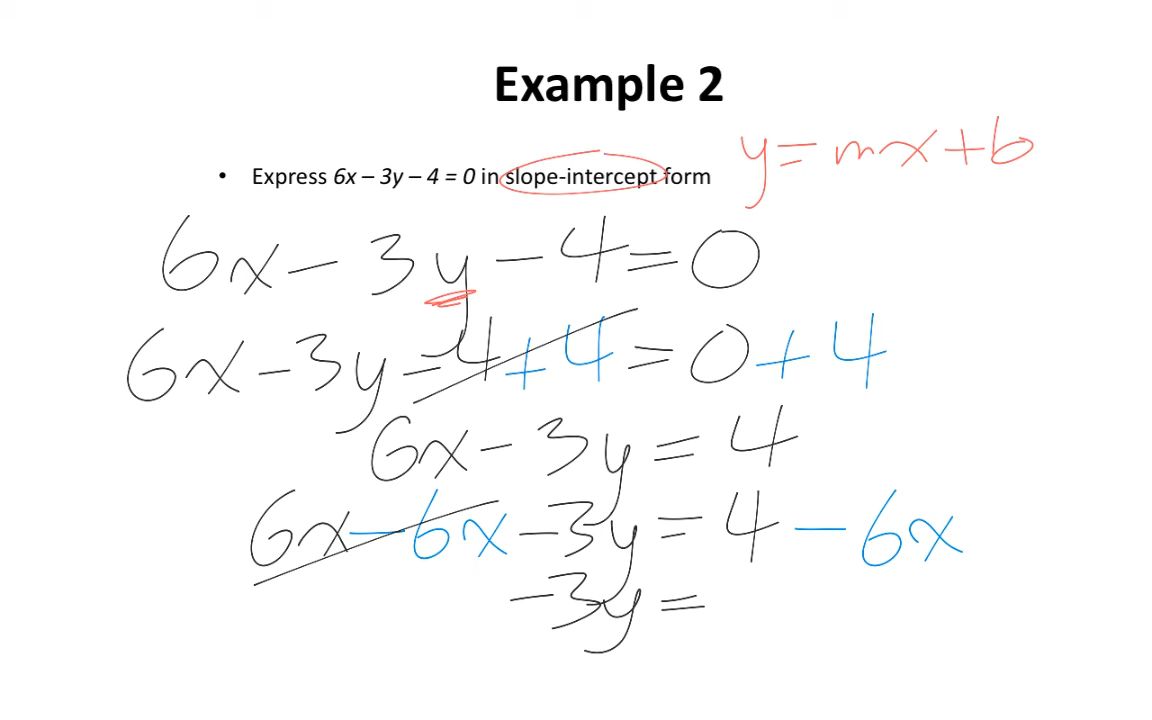 Example 2
y = mx + b
• Express 6x – 3y – 4 = 0 in slope-intercept form
6x - 3y - 4 = 0
6x - 3y - 4 + 4 = 0 + 4
6x - 3y = 4
6x - 6x - 3y = 4 - 6x
-3y =